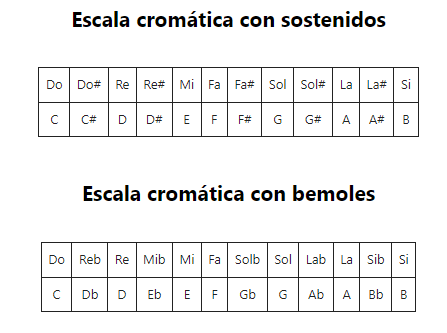 Escala cromática con sostenidos
Do Do# Re Re# Mi Fa Fa# Sol Sol# La La# Si
C C# D D# E F F# G G# A A# B
Escala cromática con bemoles
Do Reb Re Mib Mi Fa Solb Sol Lab La Sib Si
C Db D Eb E F Gb G Ab A Bb B